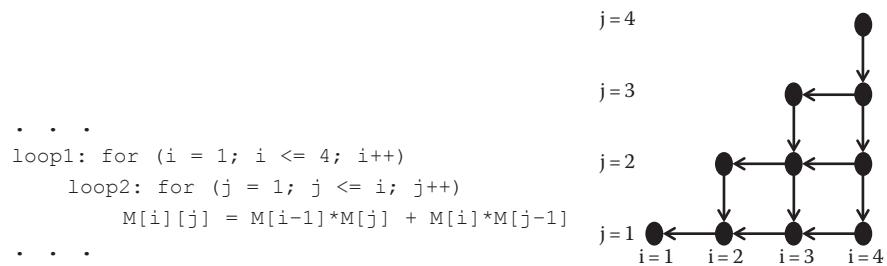 . . .
loop1: for (i = 1; i <= 4; i++)
loop2: for (j = 1; j <= i; j++)
M[i][j] = M[i-1]*M[j] + M[i]*M[j-1]
. . .
j = 4
j = 3
j = 2
j = 1
i = 1 i = 2 i = 3 i = 4